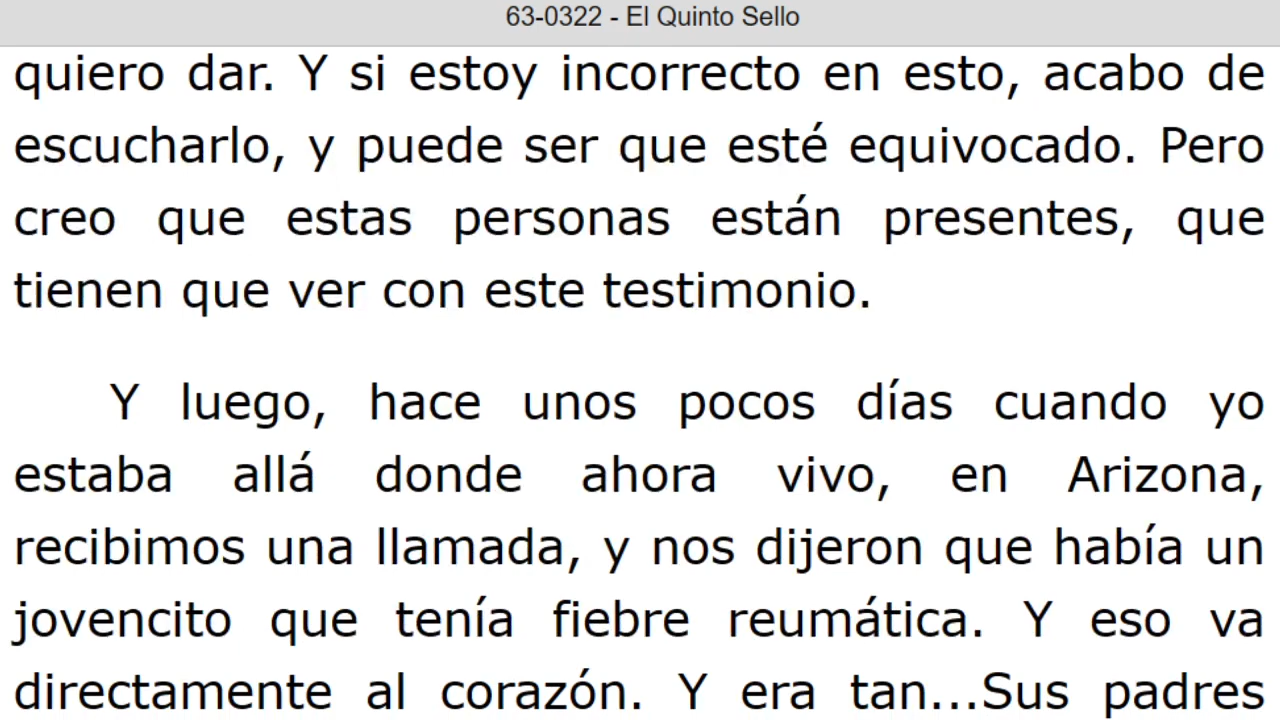 63-0322 - El Quinto Sello
quiero dar. Y si estoy incorrecto en esto, acabo de
escucharlo, y puede ser que esté equivocado. Pero
creo que estas personas están presentes, que
tienen que ver con este testimonio.
Y luego, hace unos pocos días cuando yo
estaba allá donde ahora vivo, en Arizona,
recibimos una llamada, y nos dijeron que había un
jovencito que tenía fiebre reumática. Y eso va
directamente al corazón. Y era tan...Sus padres